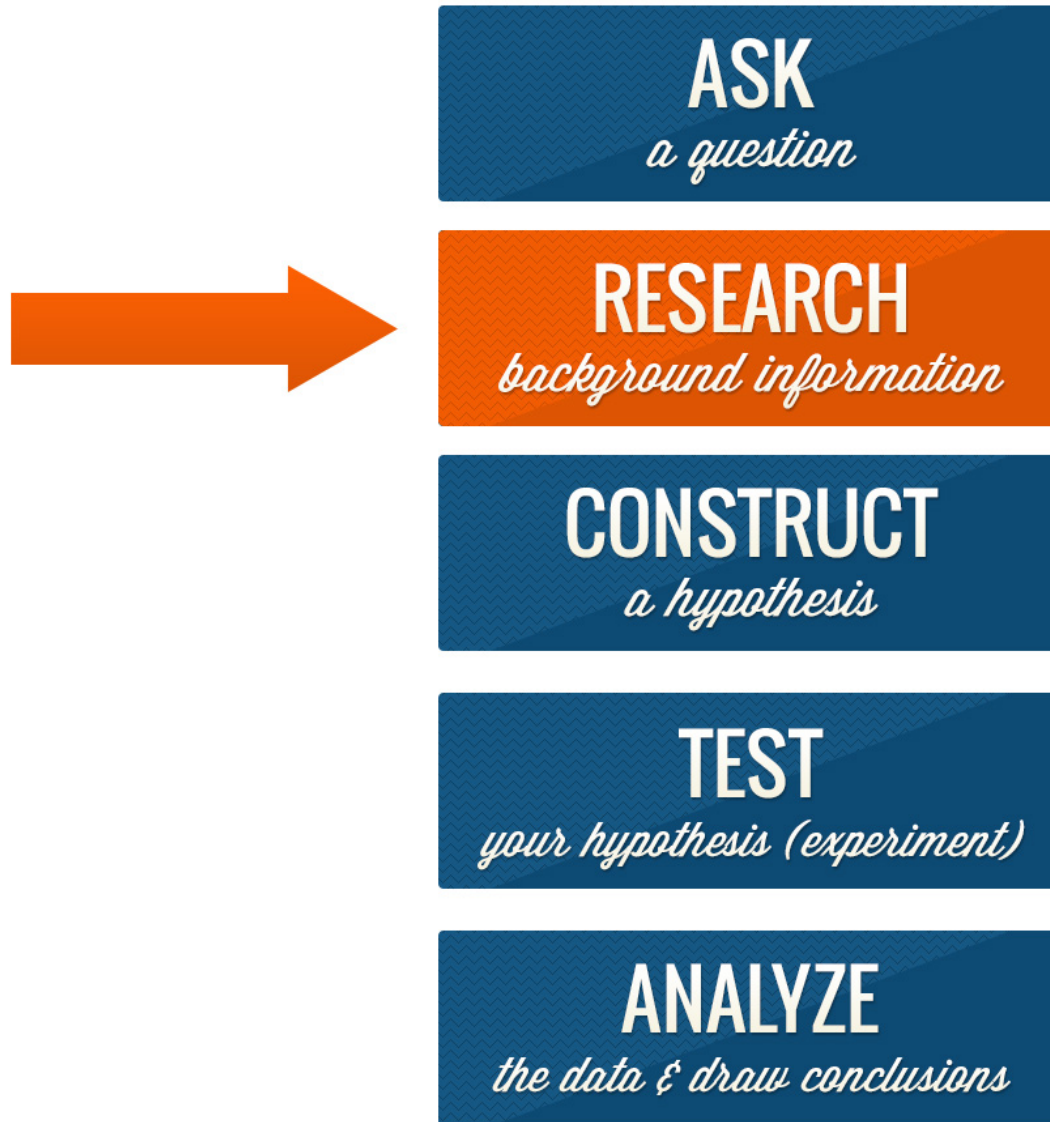 ASK
a question
RESEARCH
background information
CONSTRUCT
a hypothesis
TEST
your hypothesis (experiment)
ANALYZE
the data & draw conclusions